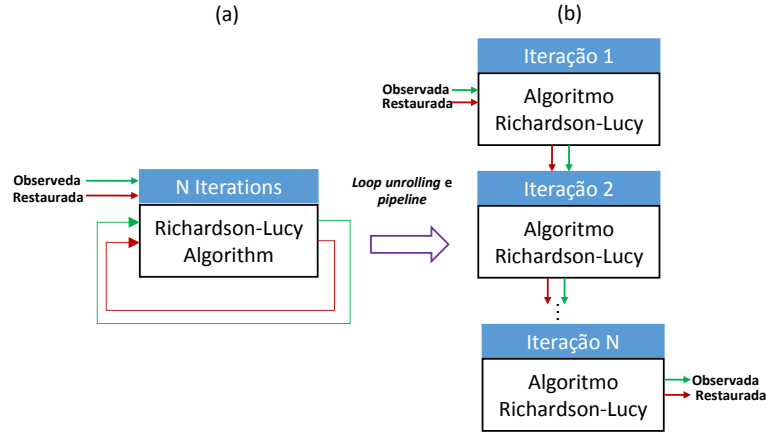 (a)
Observeda
Restaurada
N Iterations
Richardson-Lucy
Algorithm
Loop unrolling e
pipeline
(b)
Iteração 1
Observada
Restaurada
Algoritmo
Richardson-Lucy
Iteração 2
Algoritmo
Richardson-Lucy
...
Iteração N
Algoritmo
Richardson-Lucy
Observada
Restaurada